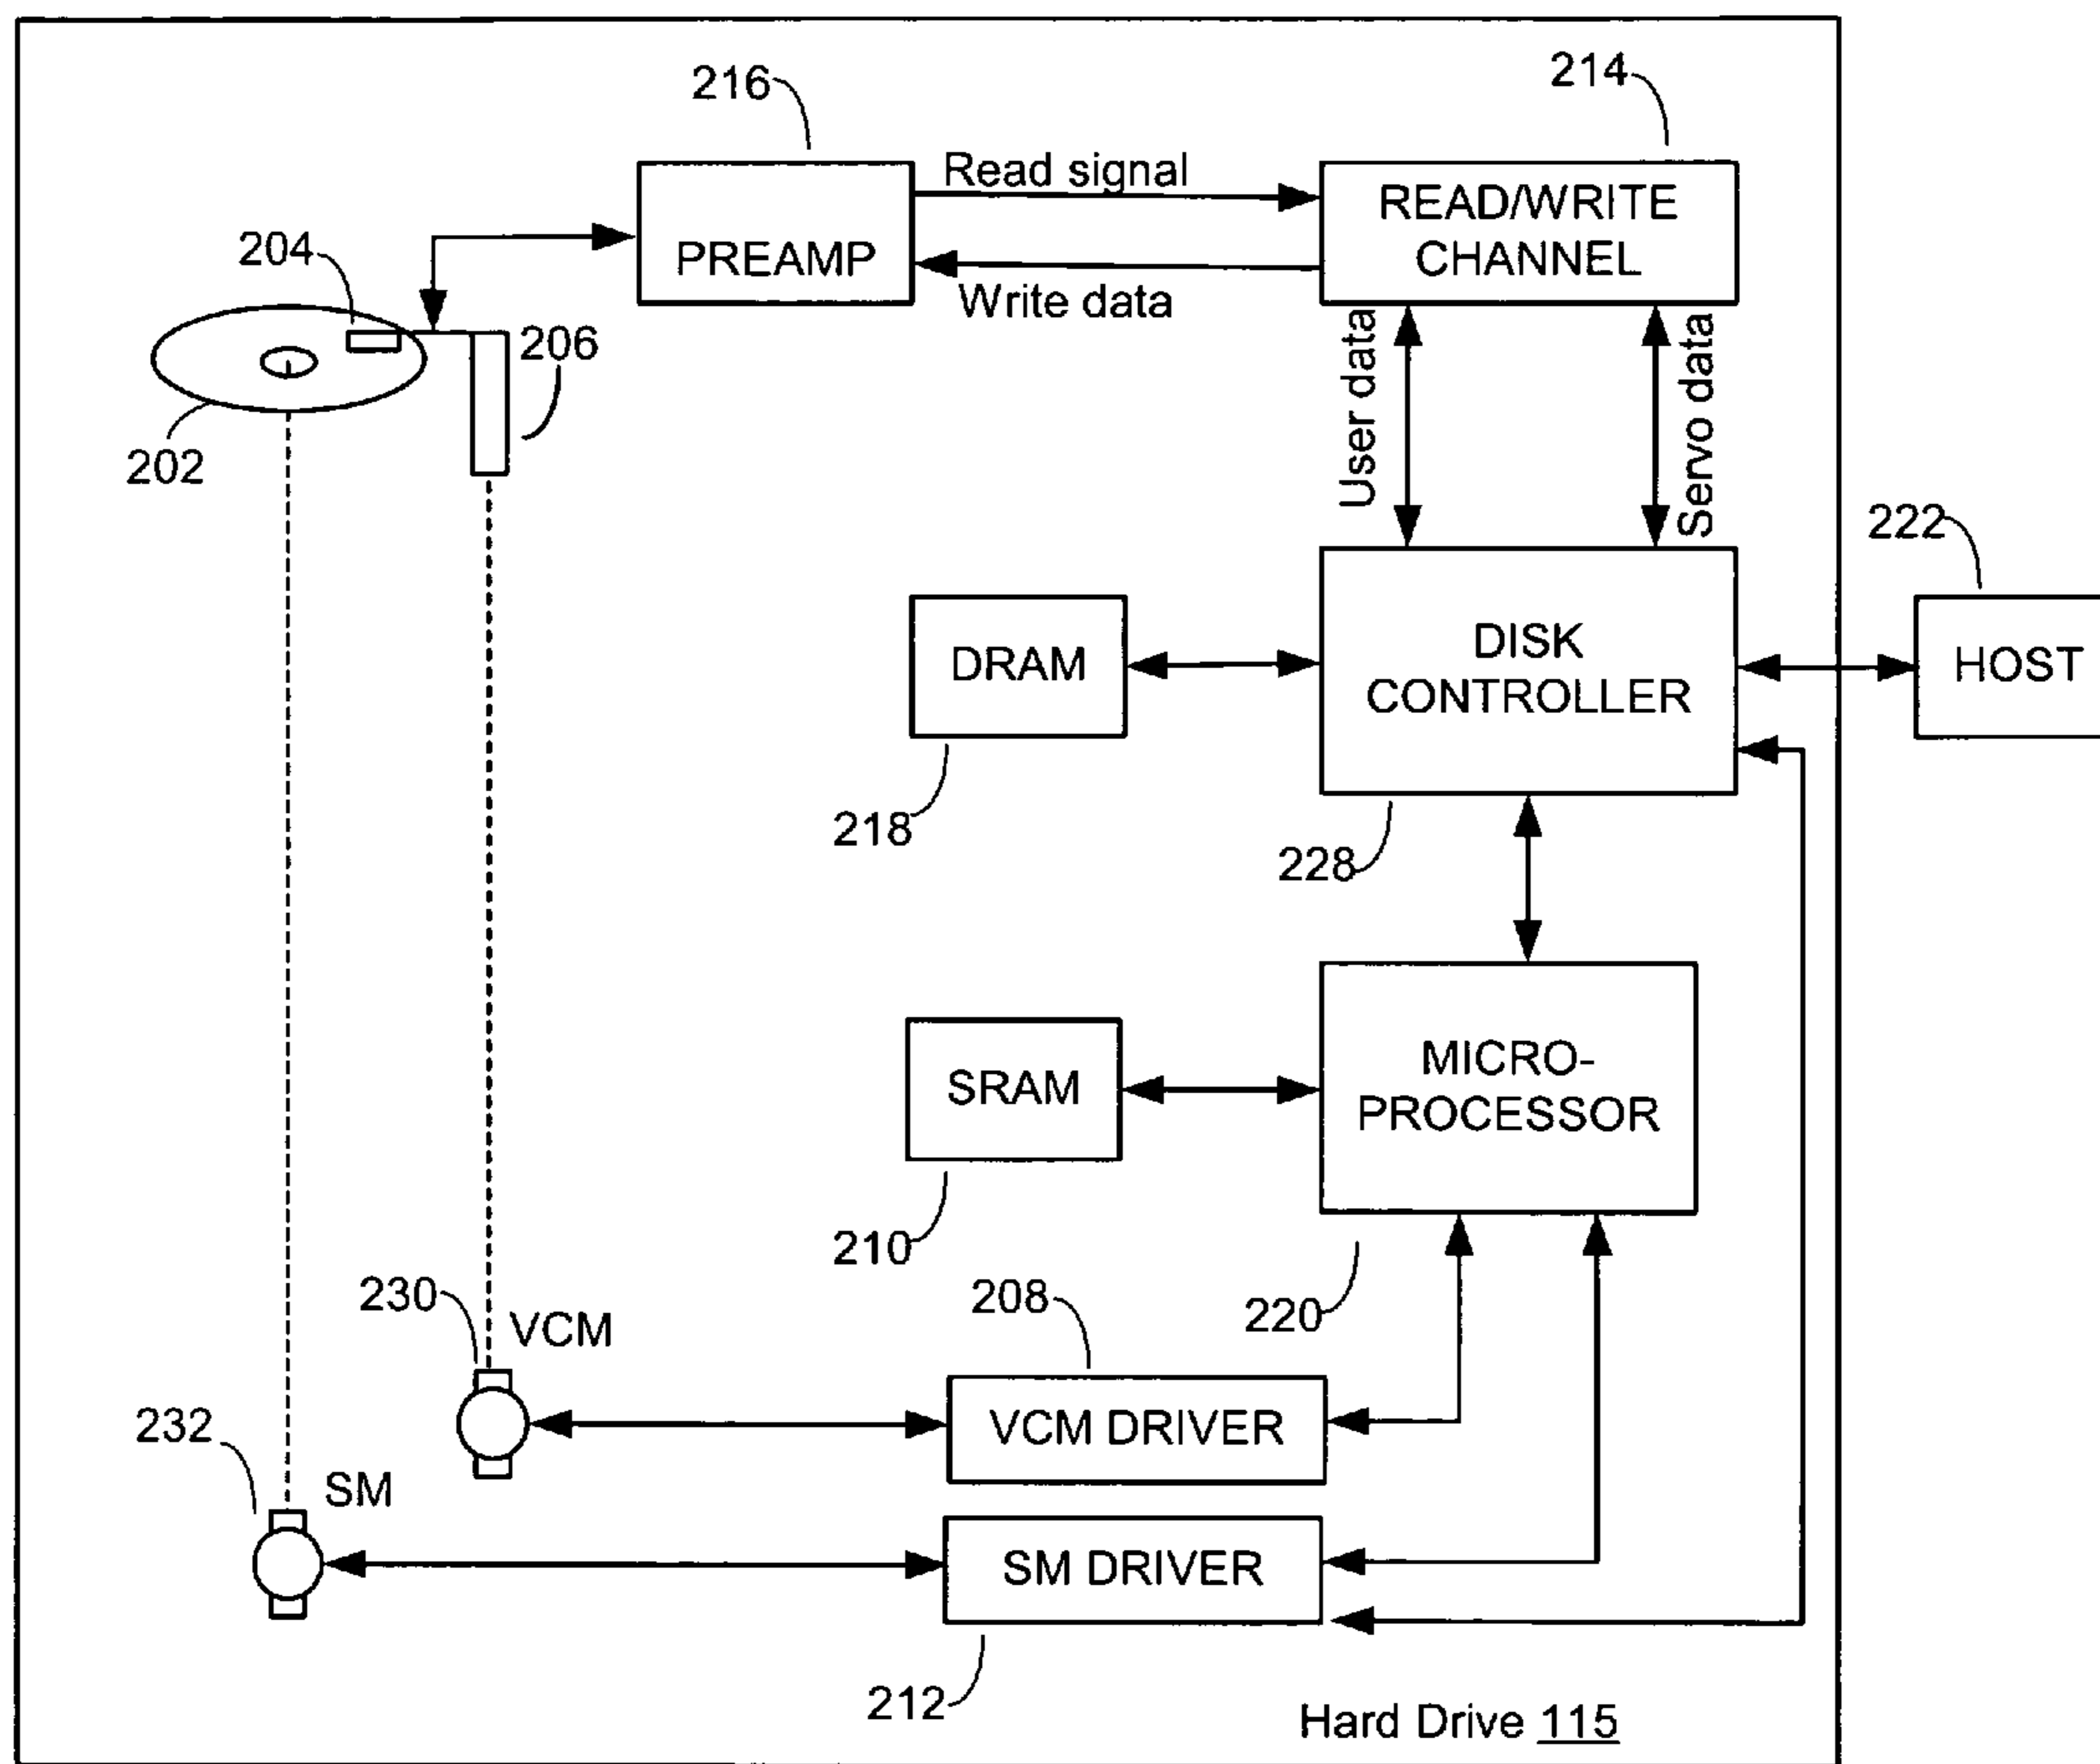 216
214
Read signal
READ/WRITE
CHANNEL
204
PREAMP
Write data
206
User data
Servo data
202
222
DRAM
DISK
CONTROLLER
HOST
218
228
MICRO-
PROCESSOR
SRAM
210
230
VCM
208
220
VCM DRIVER
232
SM
SM DRIVER
212
Hard Drive 115